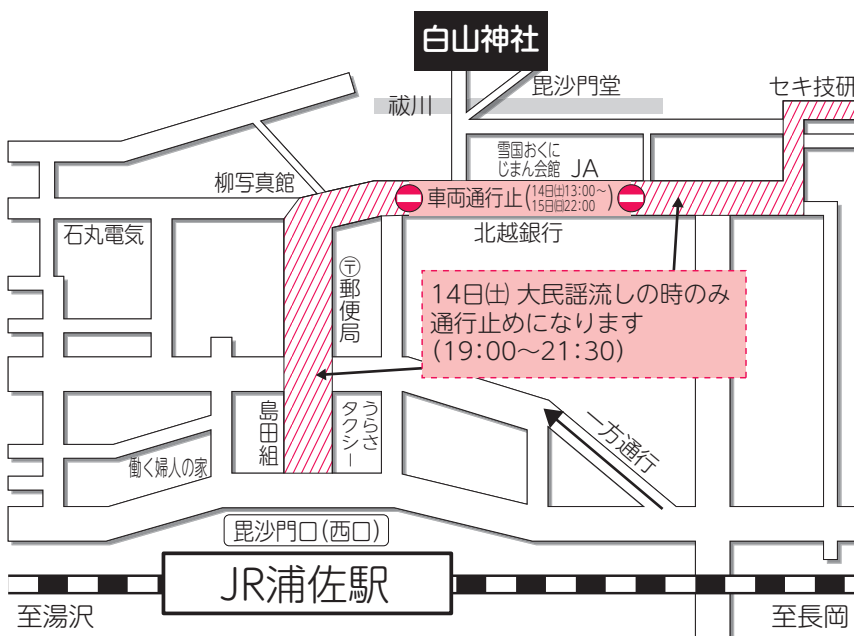 白山神社
毘沙門堂
セキ技研
祓川
雪国おくに
じまん会館
JA
柳写真館
車両通行止(14日㈯13:00〜
15日㈰22:00)
石丸電気
北越銀行
〒郵便局
14日㈯ 大民謡流しの時のみ
通行止めになります
(19:00〜21:30)
島田組
うらさ
タクシー
一方通行
働く婦人の家
毘沙門口(西口)
JR浦佐駅
至湯沢
至長岡